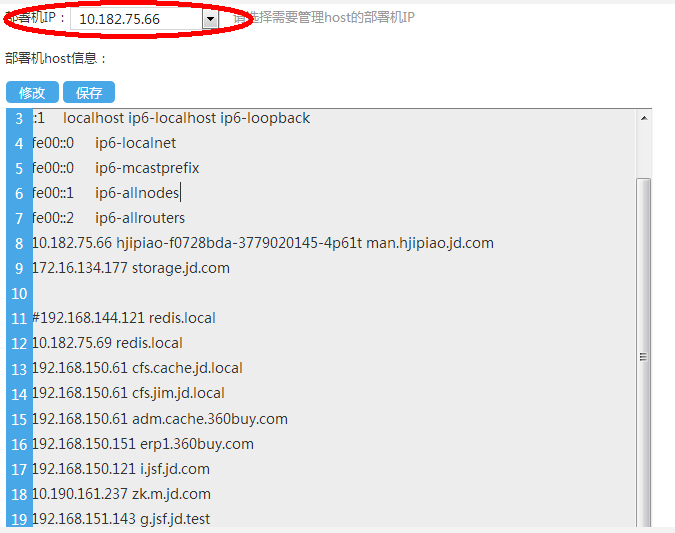 部署机IP： 10.182.75.66 请选择需要管理host的部署机IP
部署机host信息：
修改 保存
3 ::1 localhost ip6-localhost ip6-loopback
4 fe00::0 ip6-localnet
5 fe00::0 ip6-mcastprefix
6 fe00::1 ip6-allnodes
7 fe00::2 ip6-allrouters
8 10.182.75.66 hjipiao-f0728bda-3779020145-4p61t man.hjipiao.jd.com
9 172.16.134.177 storage.jd.com
10
11 #192.168.144.121 redis.local
12 10.182.75.69 redis.local
13 192.168.150.61 cfs.cache.jd.local
14 192.168.150.61 cfs.jim.jd.local
15 192.168.150.61 adm.cache.360buy.com
16 192.168.150.151 erp1.360buy.com
17 192.168.150.121 i.jsf.jd.com
18 10.190.161.237 zk.m.jd.com
19 192.168.151.143 g.jsf.jd.test